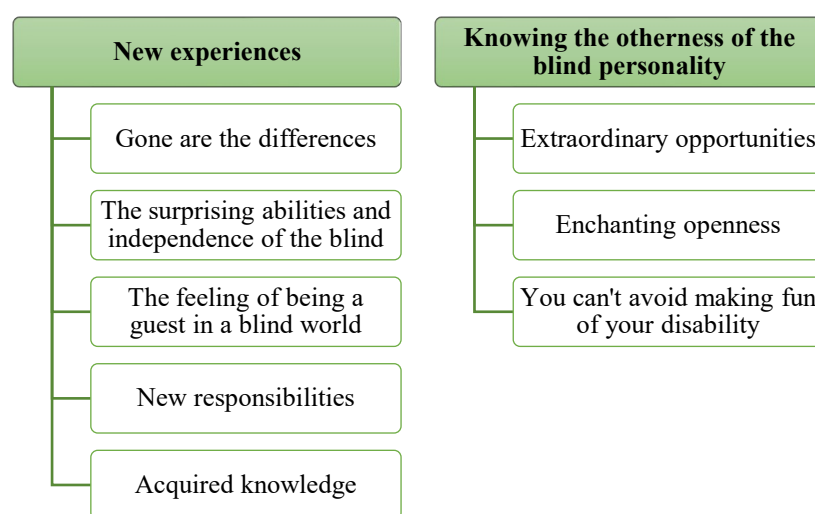 New experiences
Gone are the differences
The surprising abilities and
independence of the blind
The feeling of being a
guest in a blind world
New responsibilities
Acquired knowledge
Knowing the otherness of the
blind personality
Extraordinary opportunities
Enchanting openness
You can't avoid making fun
of your disability